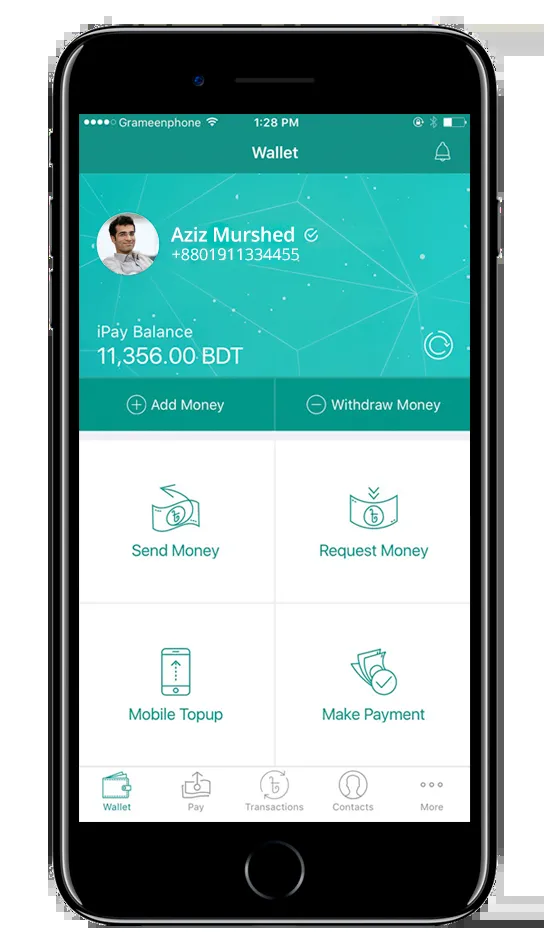 Grameenphone 1:28 PM
Wallet
Aziz Murshed
+8801911334455
iPay Balance
11,356.00 BDT
Add Money Withdraw Money
৳ ৳
Send Money Request Money
Mobile Topup Make Payment
৳
Wallet Pay Transactions Contacts More